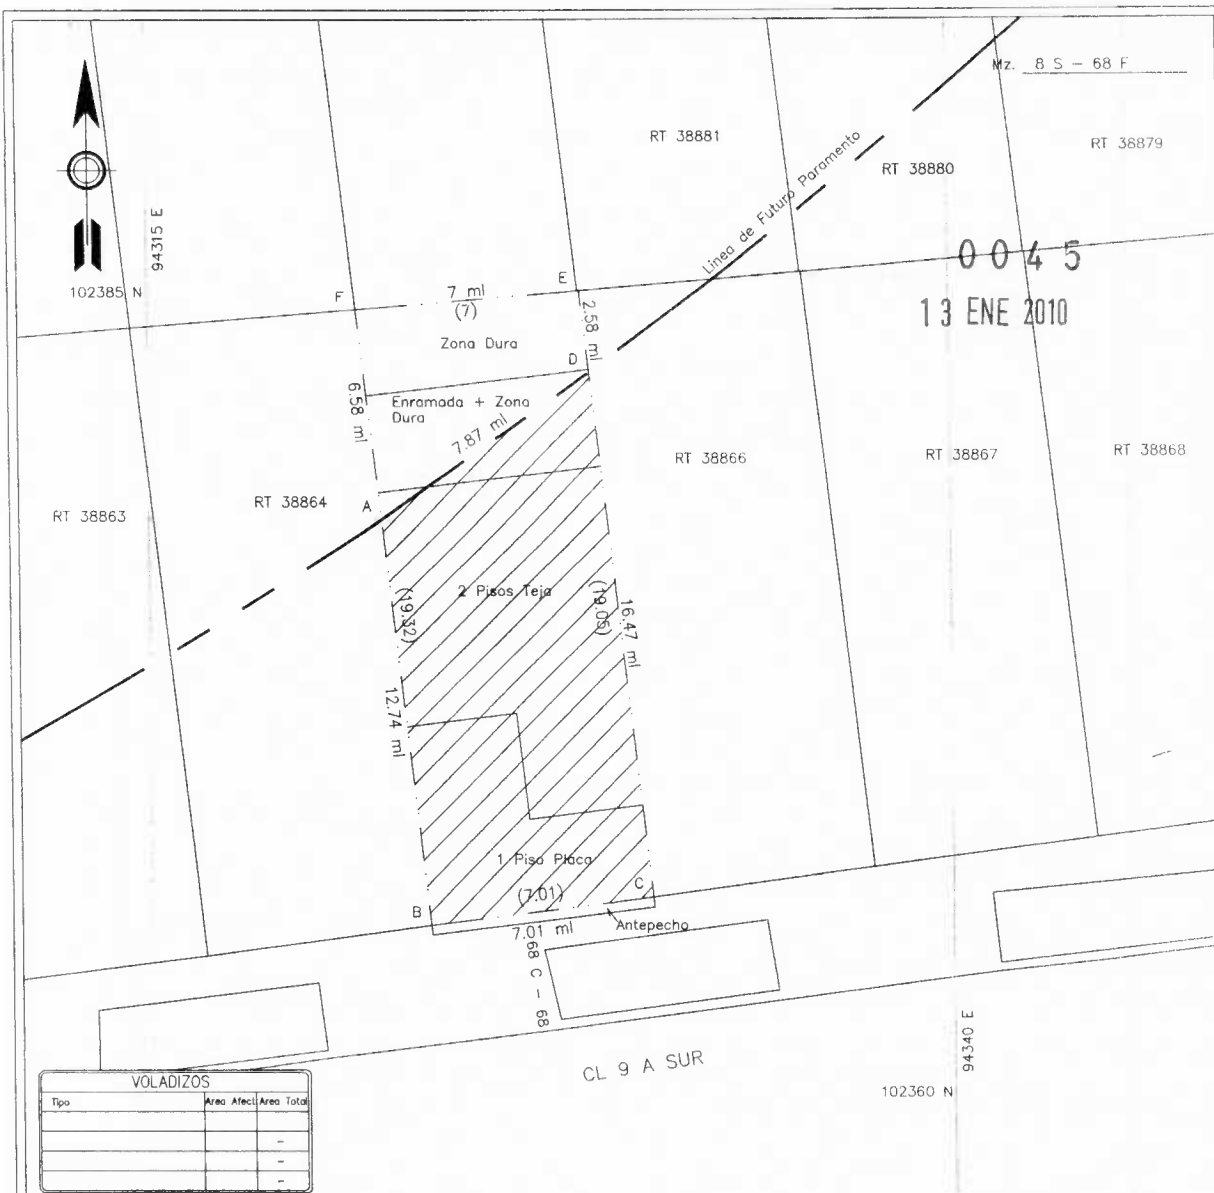 Mz. 8 S - 68 F
RT 38881
RT 38880
RT 38879
Linea de Futuro Paramento
94315 E
102385 N
0045
13 ENE 2010
F
7 ml
(7)
E
2.58 ml
Zona Dura
D
6.58 ml
Enramada + Zona
Dura
7.87 ml
A
RT 38863
RT 38864
RT 38866
RT 38867
RT 38868
2 Pisos Teja
(19.32)
(19.05)
16.47 ml
12.74 ml
1 Piso Placa
B
(7.01)
C
7.01 ml
Antepecho
68 C - 68
CL 9 A SUR
94340 E
102360 N
VOLADIZOS
Tipo Area Afect. Area Total
-
-
-